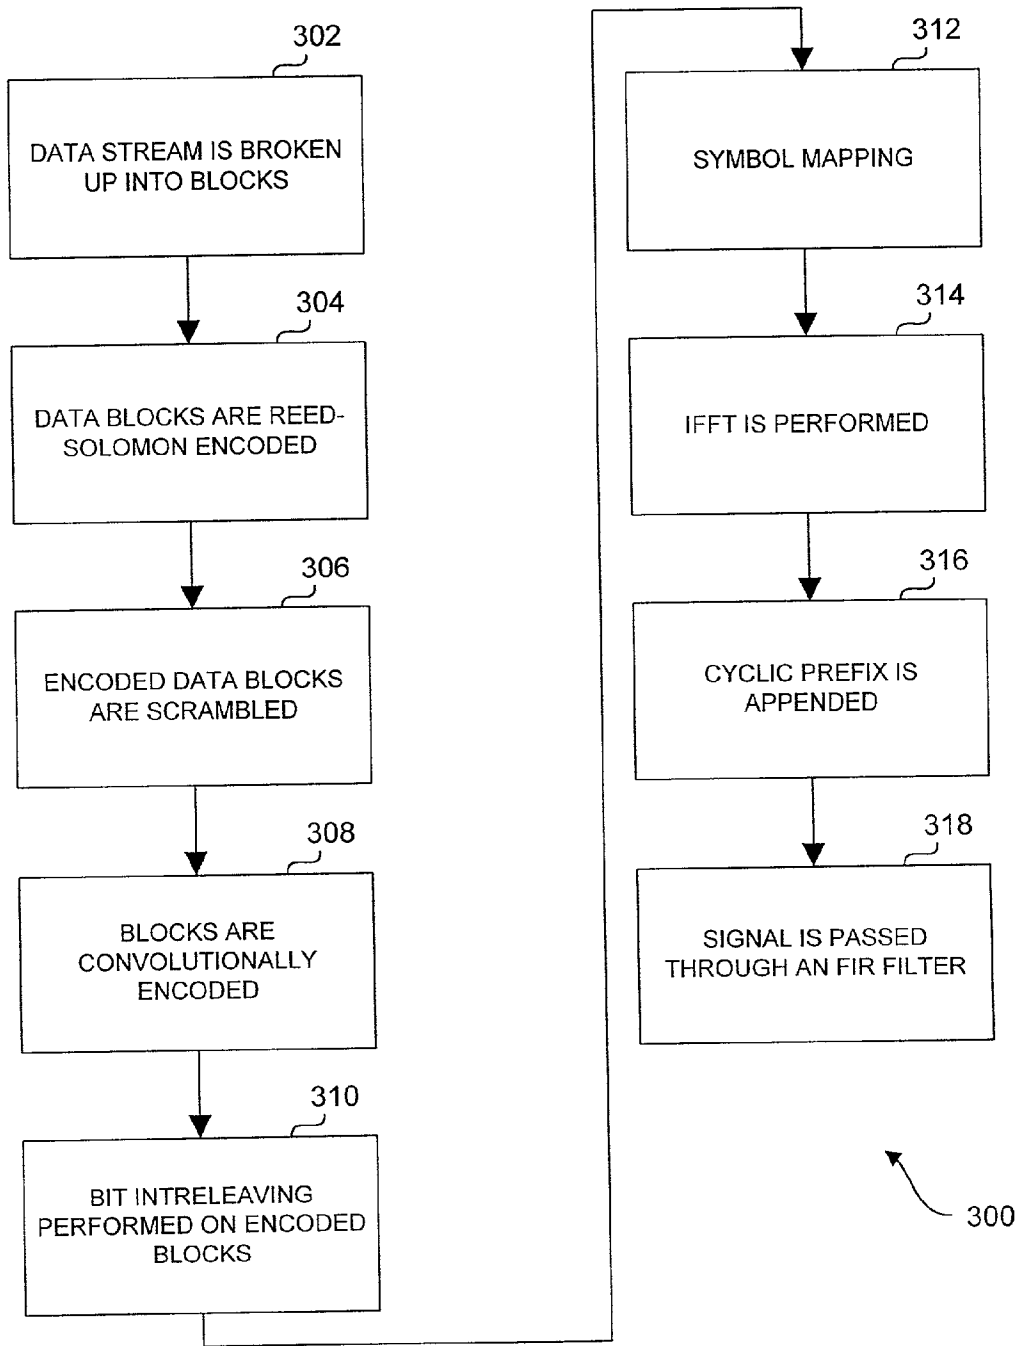 302
DATA STREAM IS BROKEN
UP INTO BLOCKS
304
DATA BLOCKS ARE REED-
SOLOMON ENCODED
306
ENCODED DATA BLOCKS
ARE SCRAMBLED
308
BLOCKS ARE
CONVOLUTIONALLY
ENCODED
310
BIT INTRELEAVING
PERFORMED ON ENCODED
BLOCKS
312
SYMBOL MAPPING
314
IFFT IS PERFORMED
316
CYCLIC PREFIX IS
APPENDED
318
SIGNAL IS PASSED
THROUGH AN FIR FILTER
300